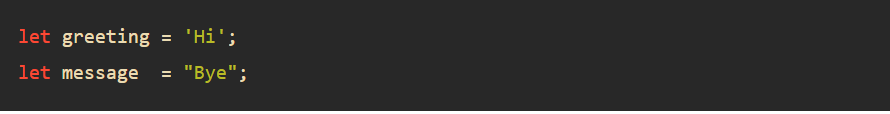 let greeting = 'Hi';
let message  = "Bye";